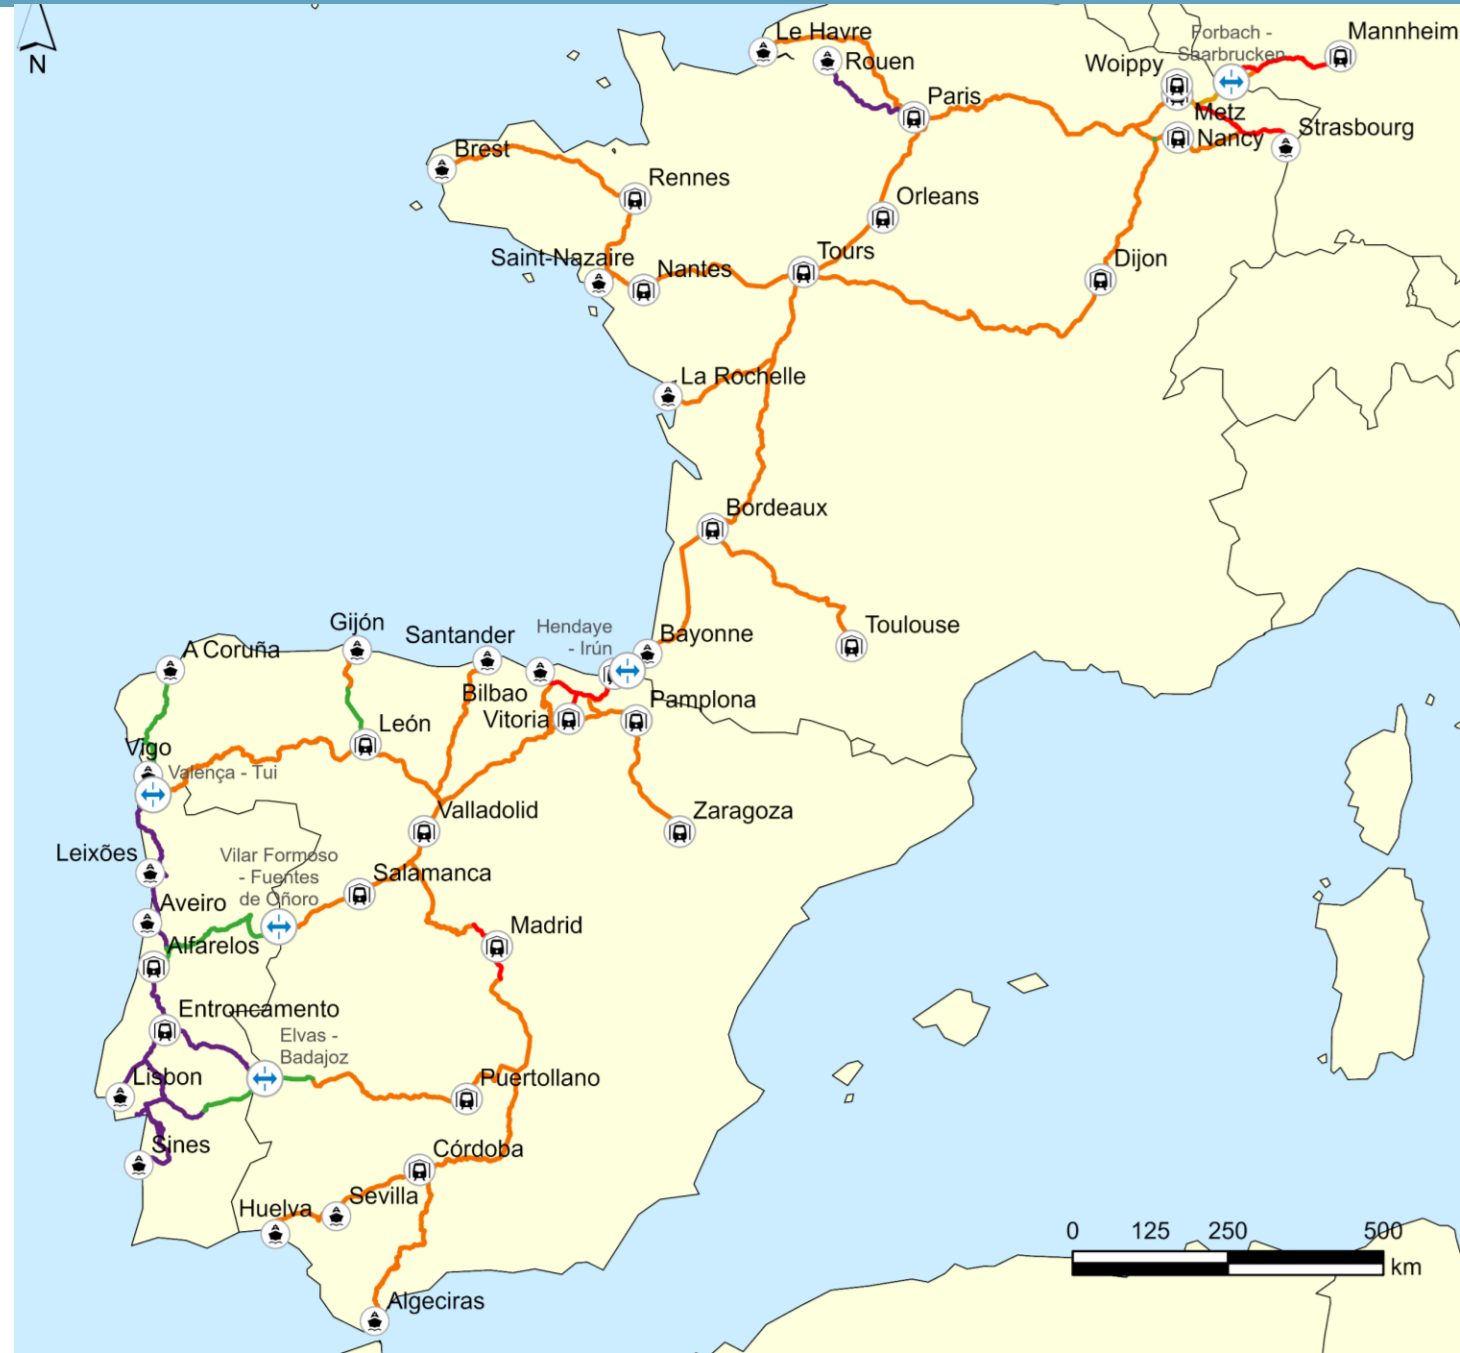 N
Le Havre
Rouen
Paris
Forbach -
Saarbrucken
Mannheim
Woippy
Metz
Nancy
Strasbourg
Brest
Rennes
Orleans
Saint-Nazaire
Nantes
Tours
Dijon
La Rochelle
Bordeaux
Toulouse
Bayonne
Hendaye
- Irún
Gijón
Santander
A Coruña
Bilbao
Vitoria
Pamplona
León
Vigo
Valença - Tui
Valladolid
Zaragoza
Leixões
Vilar Formoso
- Fuentes
de Oñoro
Salamanca
Aveiro
Alfarelos
Madrid
Entroncamento
Elvas -
Badajoz
Lisbon
Puertollano
Sines
Córdoba
Sevilla
Huelva
Algeciras
0 125 250 500
km